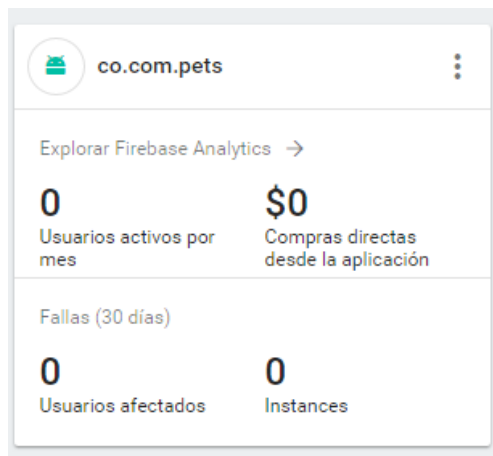 co.com.pets
Explorar Firebase Analytics →
0
Usuarios activos por
mes
$0
Compras directas
desde la aplicación
Fallas (30 días)
0
Usuarios afectados
0
Instances